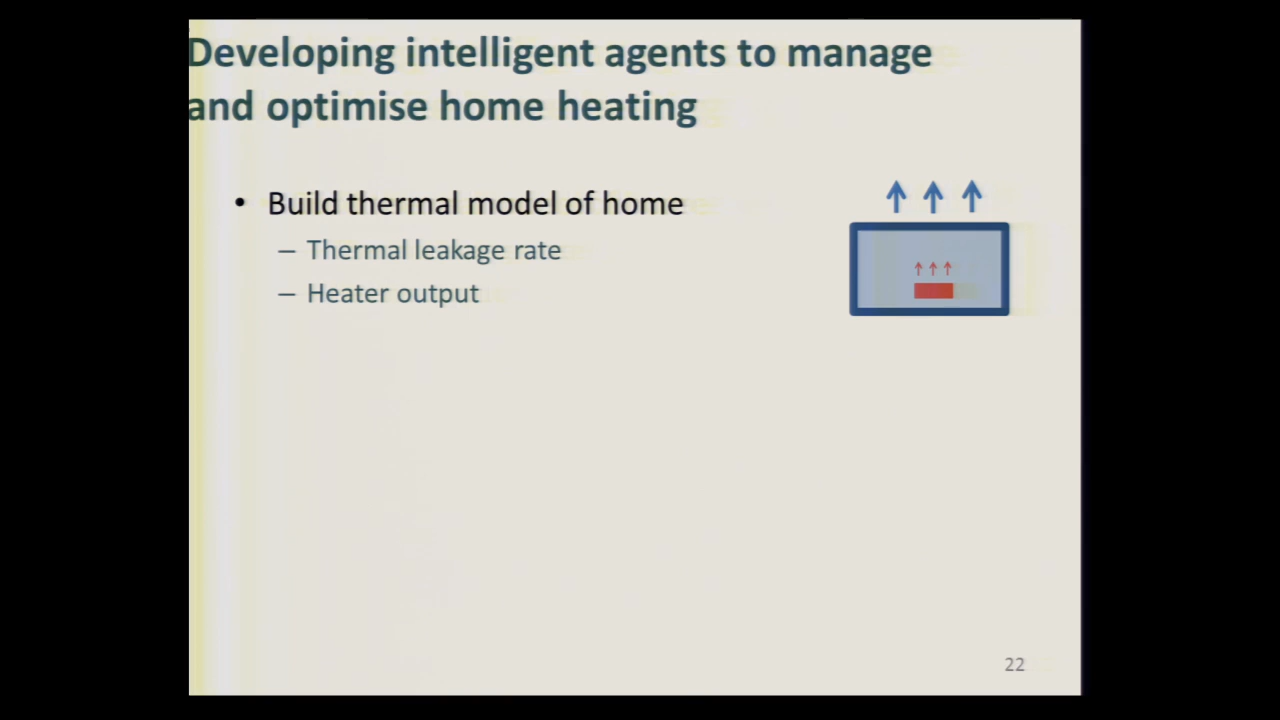 Developing intelligent agents to manage
and optimise home heating
• Build thermal model of home
– Thermal leakage rate
– Heater output
22